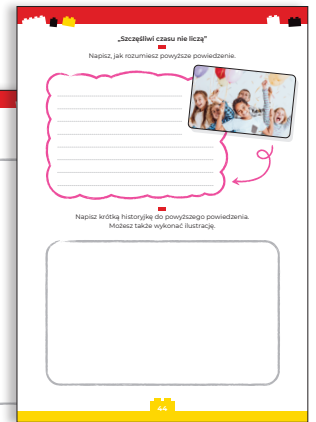 „Szczęśliwi czasu nie liczą”
Napisz, jak rozumiesz powyższe powiedzenie.
Napisz krótką historyjkę do powyższego powiedzenia.
Możesz także wykonać ilustrację.
44